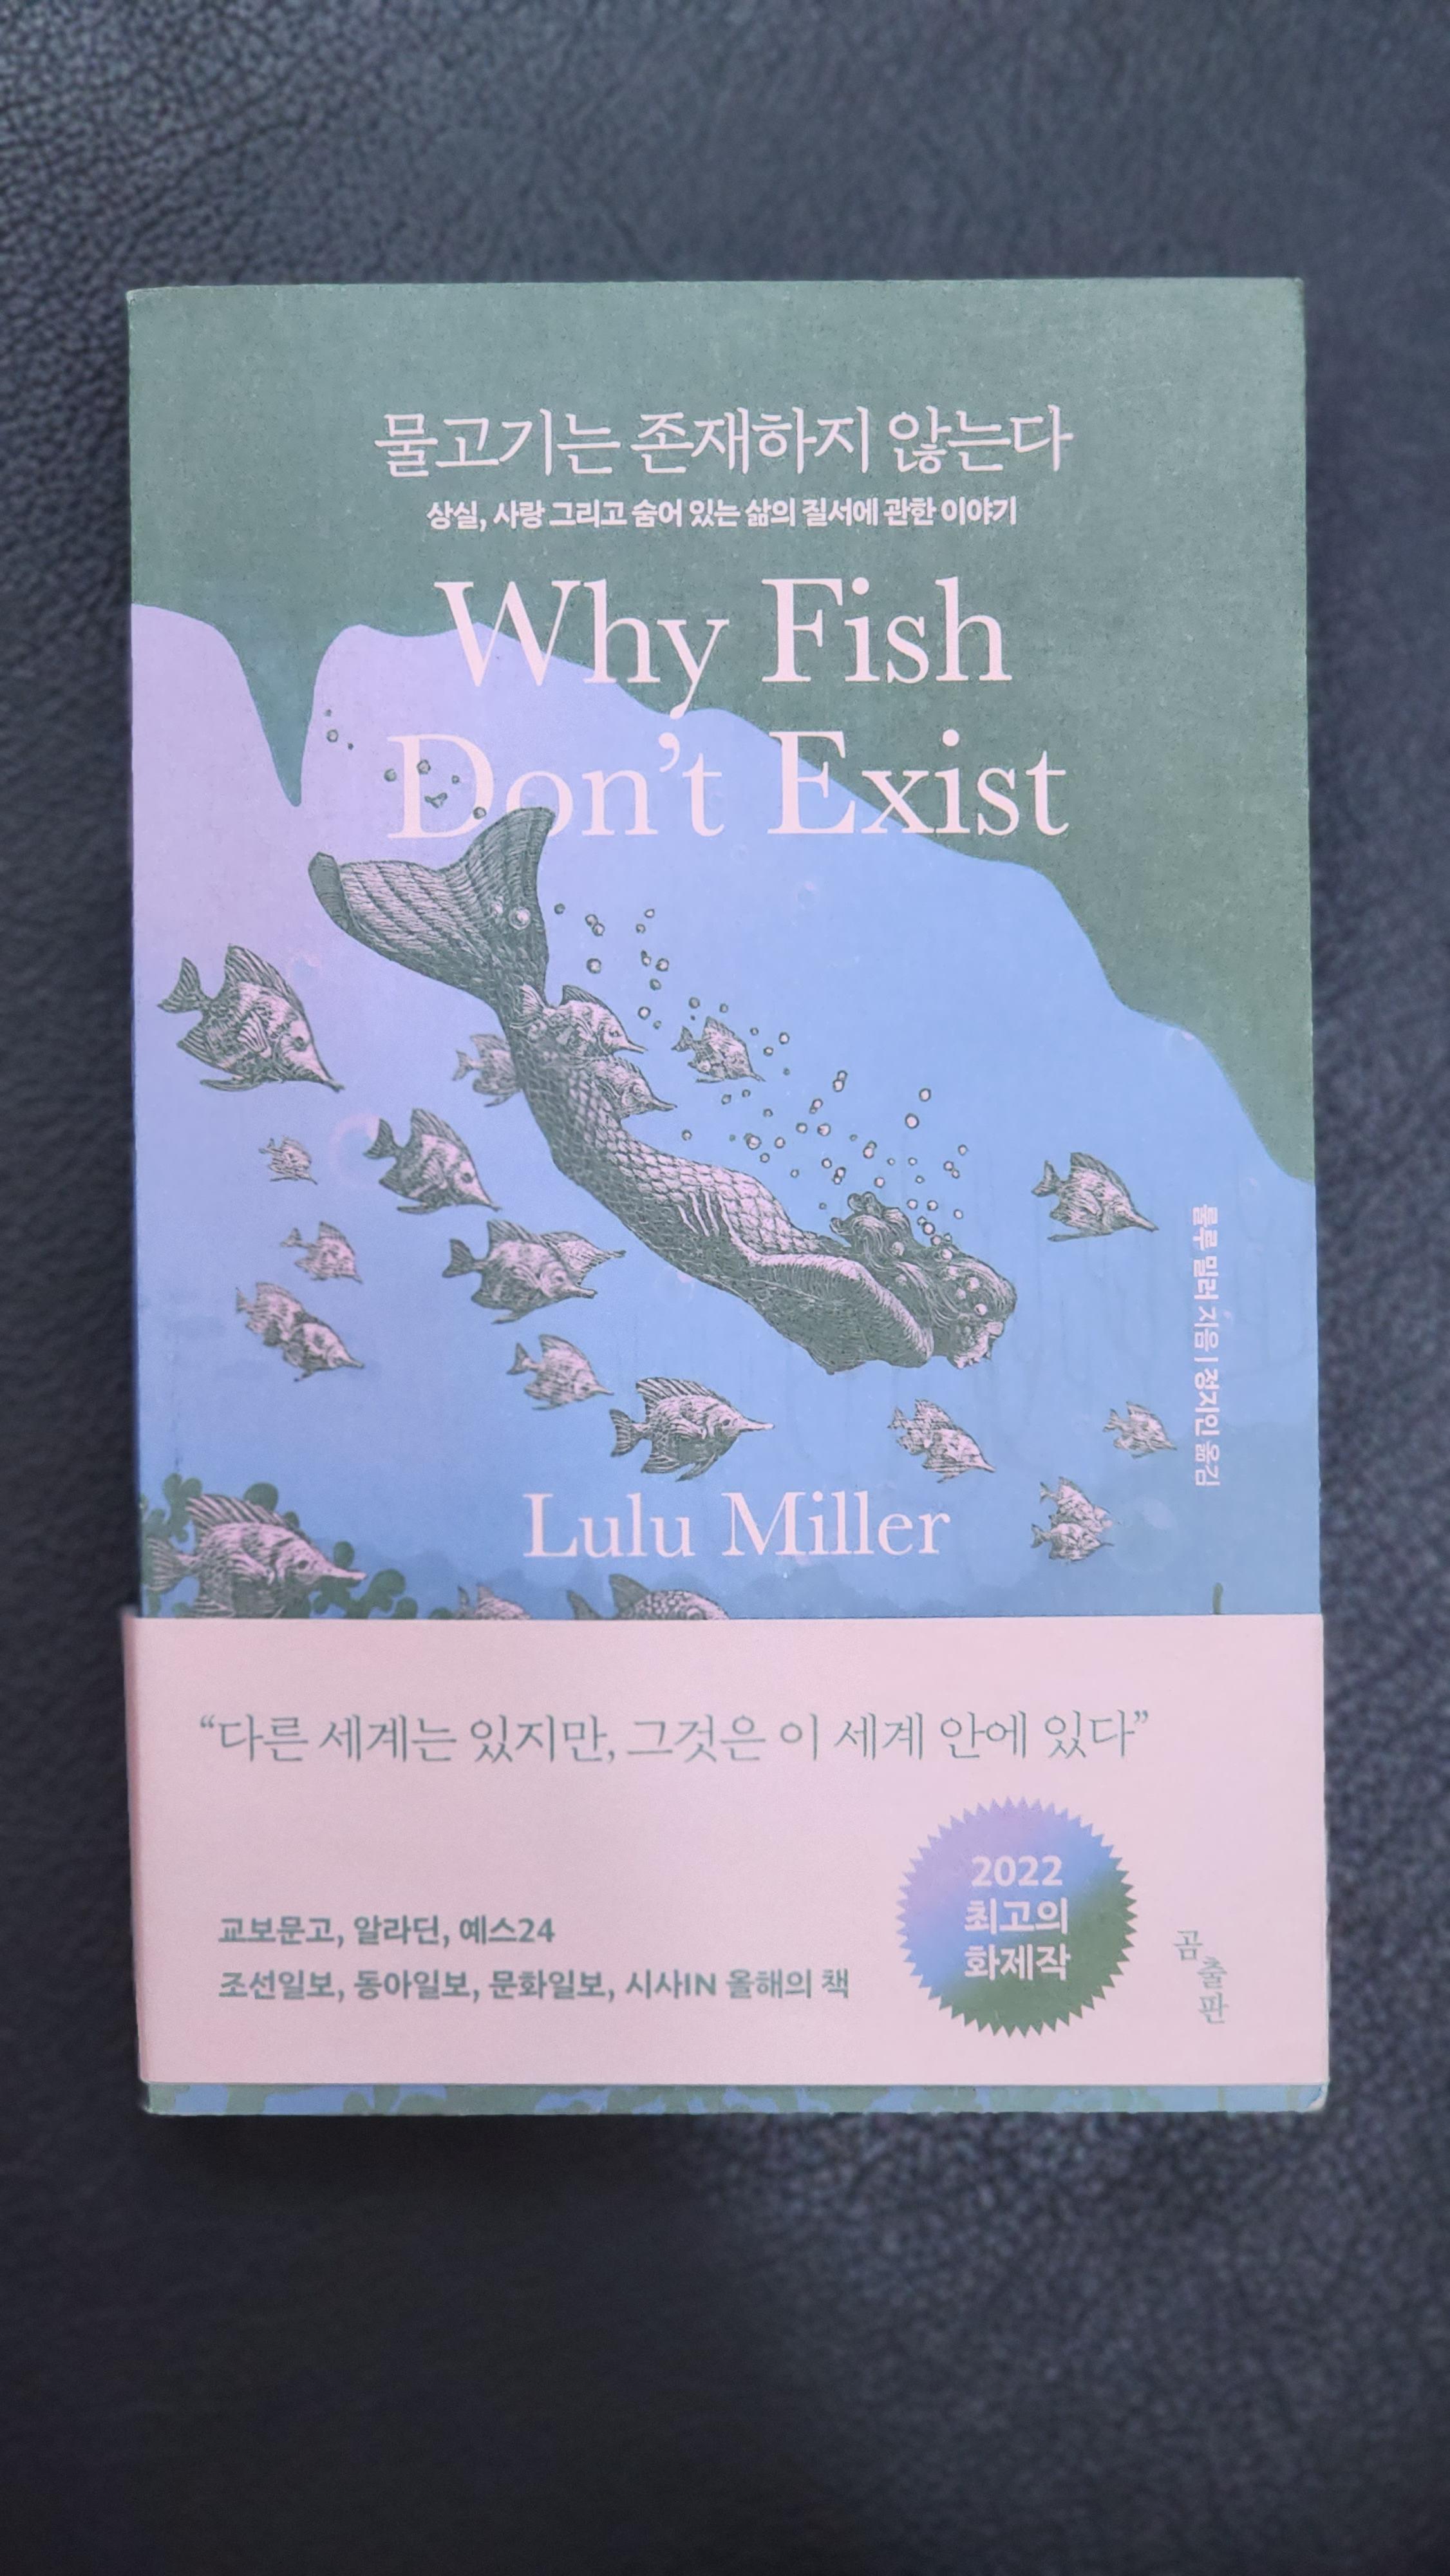 물고기는 존재하지 않는다
상실, 사랑 그리고 숨어 있는 삶의 질서에 관한 이야기
Why Fish
Don't Exist
룰루 밀러 지음 | 정지인 옮김
Lulu Miller
“다른 세계는 있지만, 그것은 이 세계 안에 있다”
교보문고, 알라딘, 예스24
조선일보, 동아일보, 문화일보, 시사IN 올해의 책
2022
최고의
화제작
곰출판